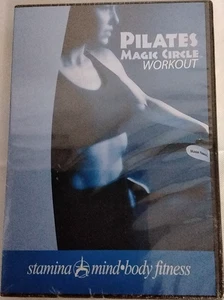 PILATES
MAGIC CIRCLE
WORKOUT
stamina mind•body fitness